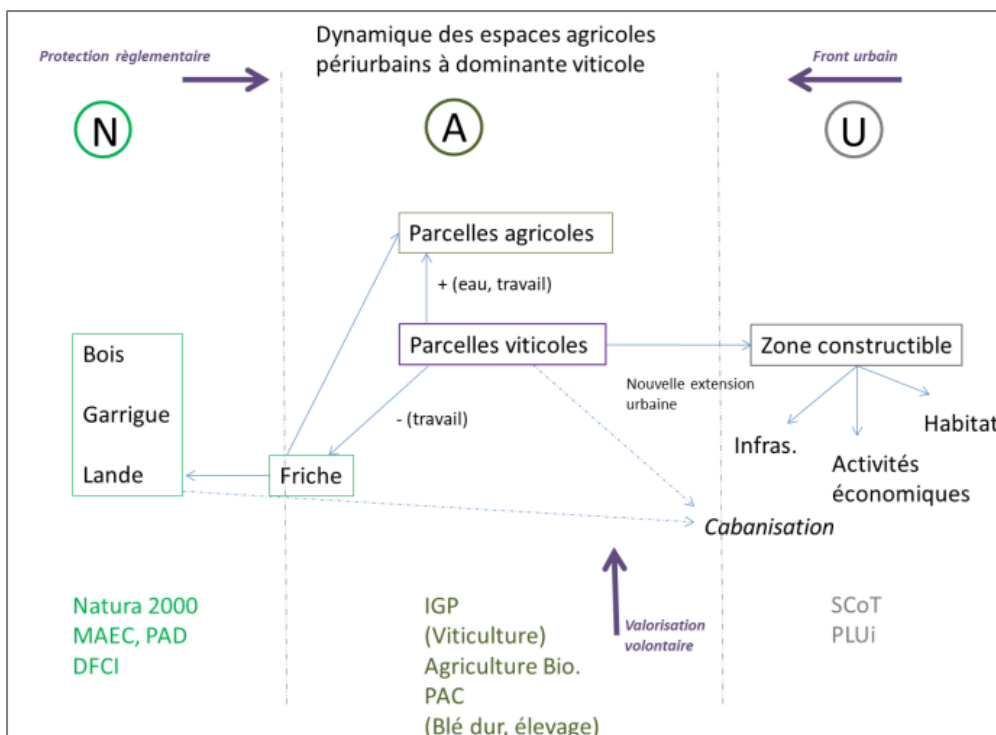 Dynamique des espaces agricoles
périurbains à dominante viticole
Protection règlementaire
Front urbain
N
A
U
Parcelles agricoles
+ (eau, travail)
Parcelles viticoles
Zone constructible
Nouvelle extension
urbaine
Bois
Garrigue
Lande
- (travail)
Friche
Infras.
Activités
économiques
Habitat
Cabanisation
Natura 2000
MAEC, PAD
DFCI
IGP
(Viticulture)
Agriculture Bio.
PAC
(Blé dur, élevage)
Valorisation
volontaire
SCoT
PLUi